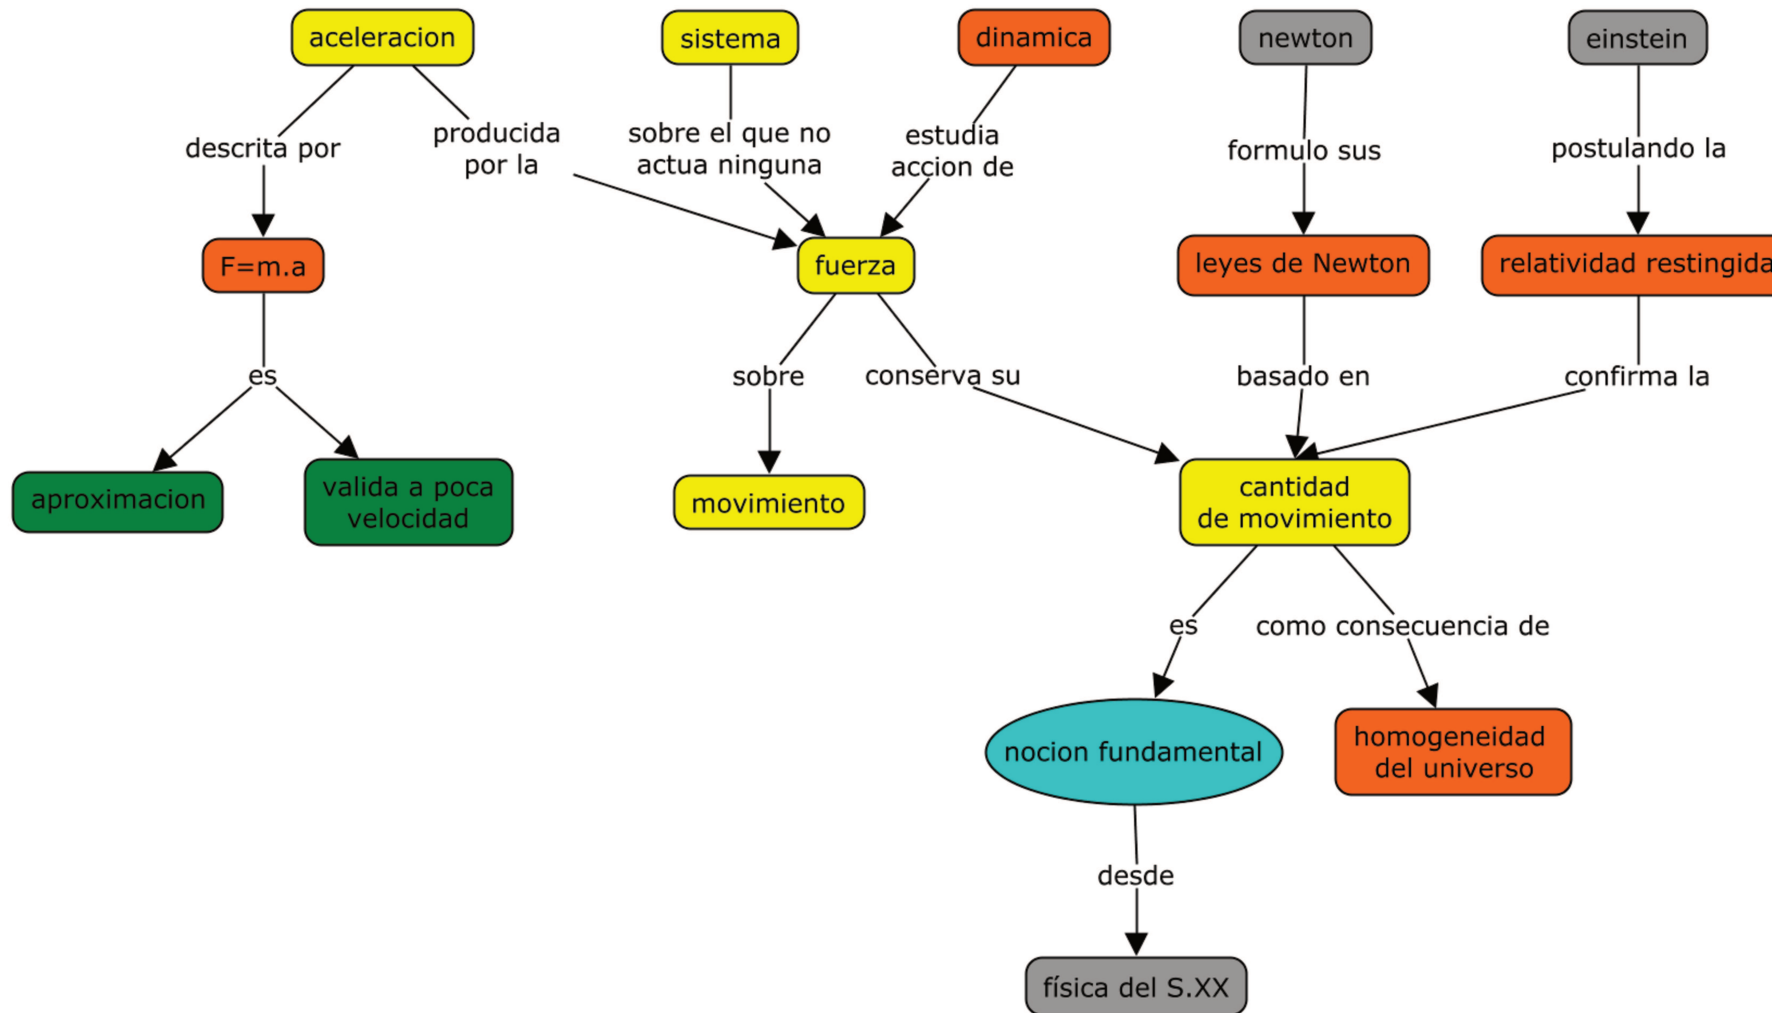 aceleracion
sistema
dinamica
newton
einstein
descrita por
producida
por la
sobre el que no
actua ninguna
estudia
accion de
formulo sus
postulando la
F=m.a
fuerza
leyes de Newton
relatividad restingida
es
sobre
conserva su
basado en
confirma la
aproximacion
valida a poca
velocidad
movimiento
cantidad
de movimiento
es
como consecuencia de
nocion fundamental
homogeneidad
del universo
desde
física del S.XX